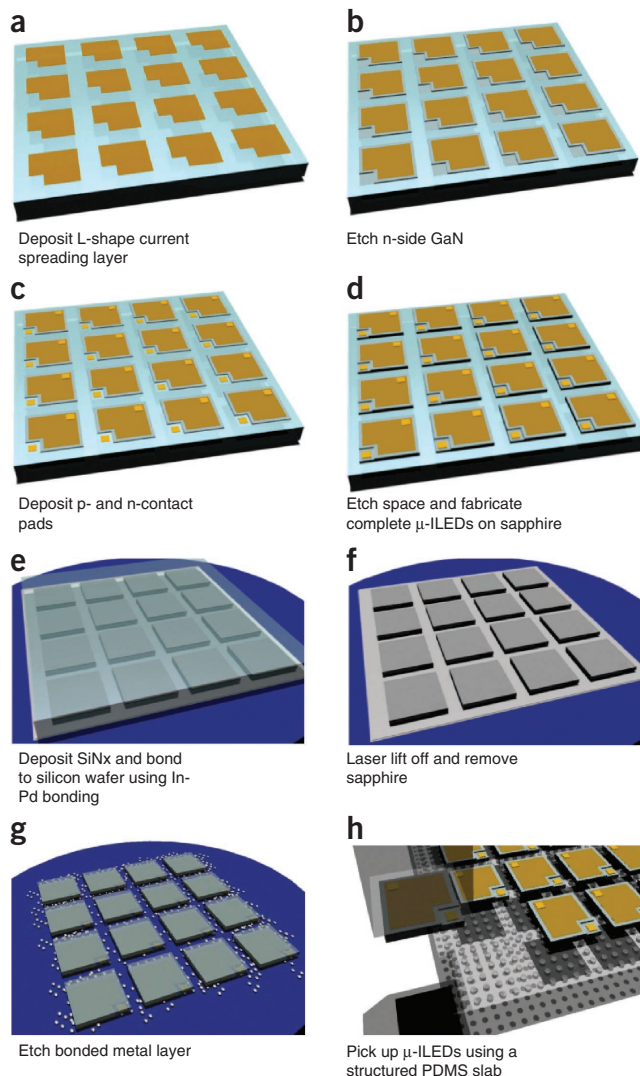 a
b
Deposit L-shape current
spreading layer
Etch n-side GaN
c
d
Deposit p- and n-contact
pads
Etch space and fabricate
complete μ-ILEDs on sapphire
e
f
Deposit SiNx and bond
to silicon wafer using In-
Pd bonding
Laser lift off and remove
sapphire
g
h
Etch bonded metal layer
Pick up μ-ILEDs using a
structured PDMS slab